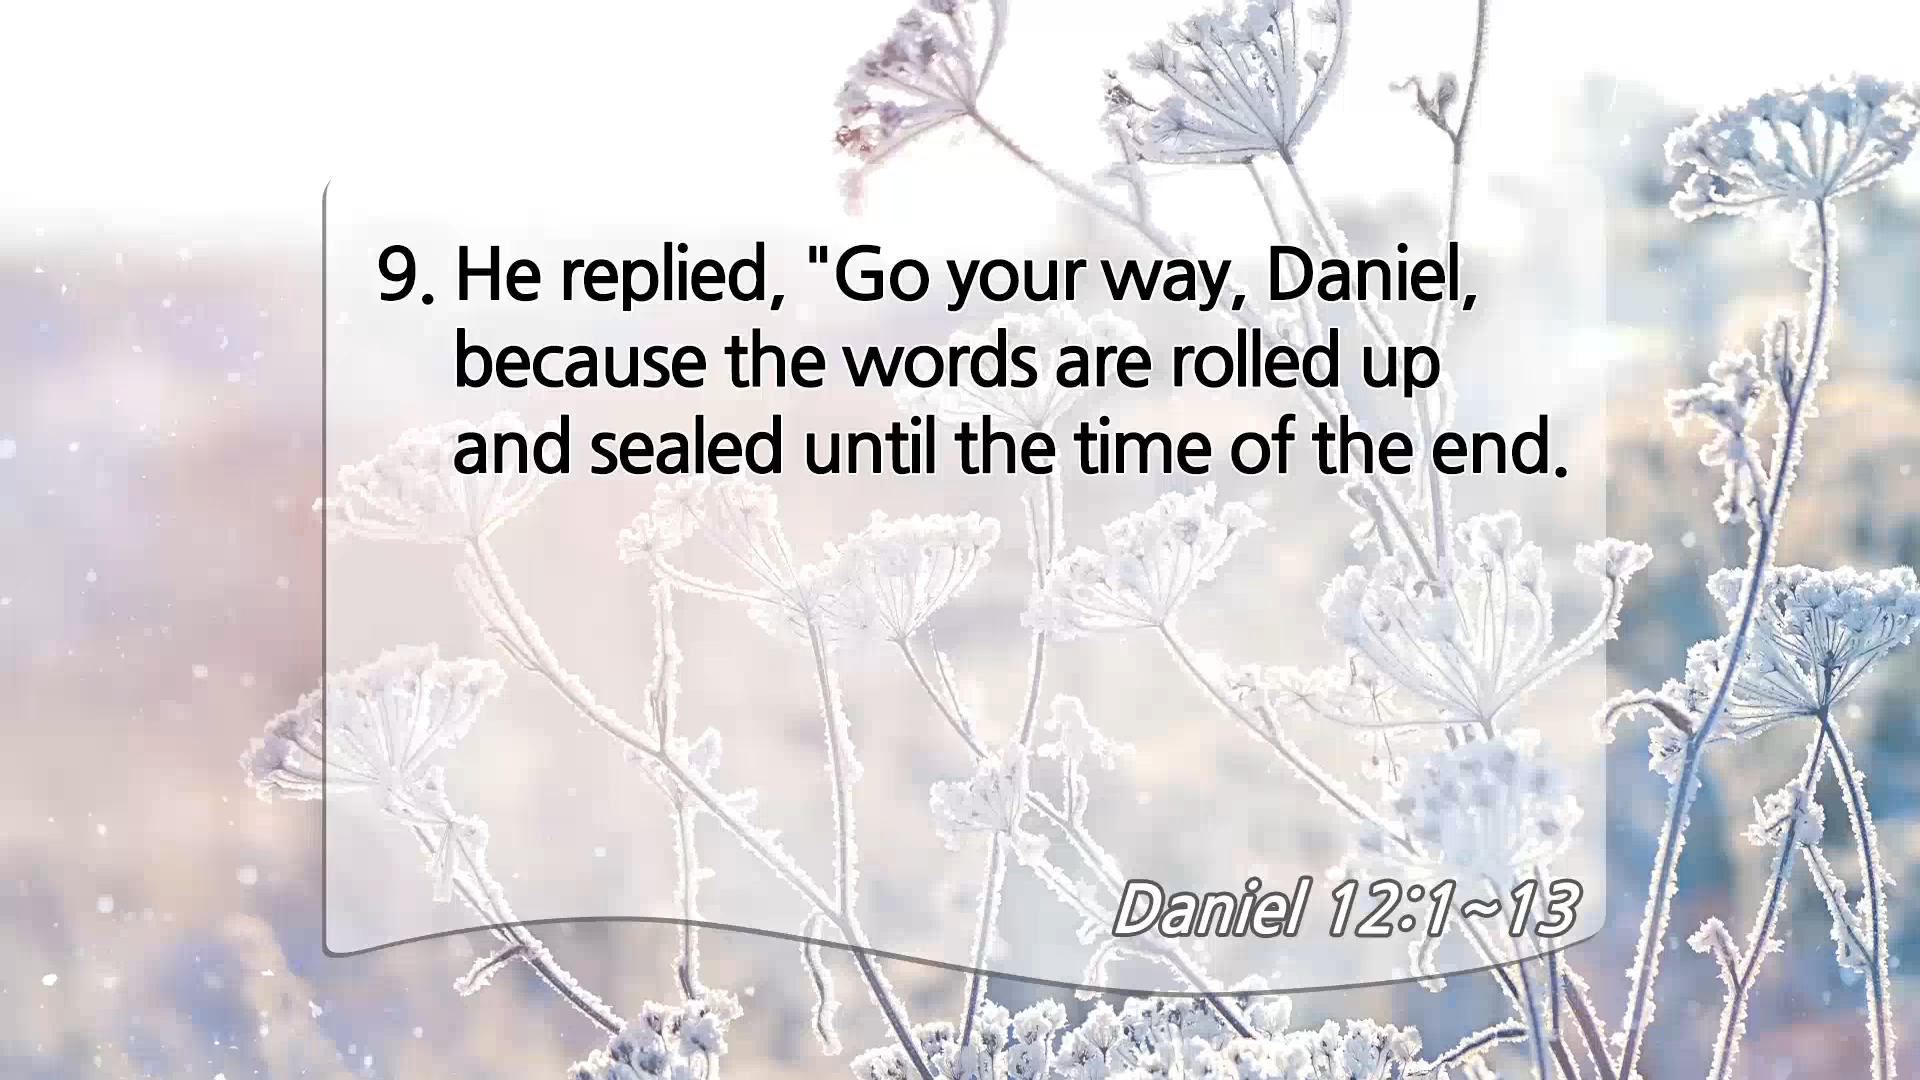 9. He replied, "Go your way, Daniel,
because the words are rolled up
and sealed until the time of the end.
Daniel 12:1~13